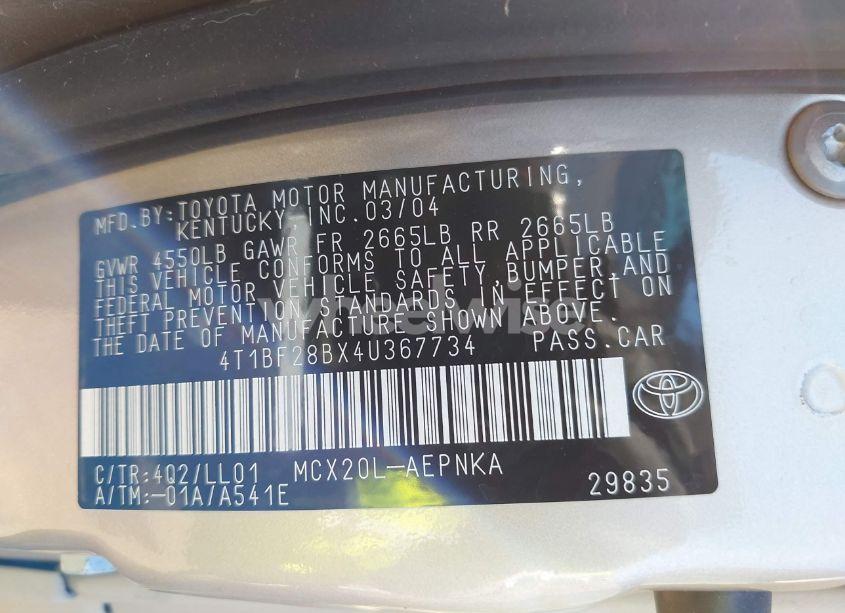 MFD.BY:TOYOTA MOTOR MANUFACTURING,
KENTUCKY,INC.03/04
GVWR 4550LB GAWR FR 2665LB RR 2665LB
THIS VEHICLE CONFORMS TO ALL APPLICABLE
FEDERAL MOTOR VEHICLE SAFETY,BUMPER,AND
THEFT PREVENTION STANDARDS IN EFFECT ON
THE DATE OF MANUFACTURE SHOWN ABOVE.
4T1BF28BX4U367734 PASS.CAR
C/TR:4Q2/LL01 MCX20L-AEPNKA
A/TM:-01A/A541E 29835
wheelwise